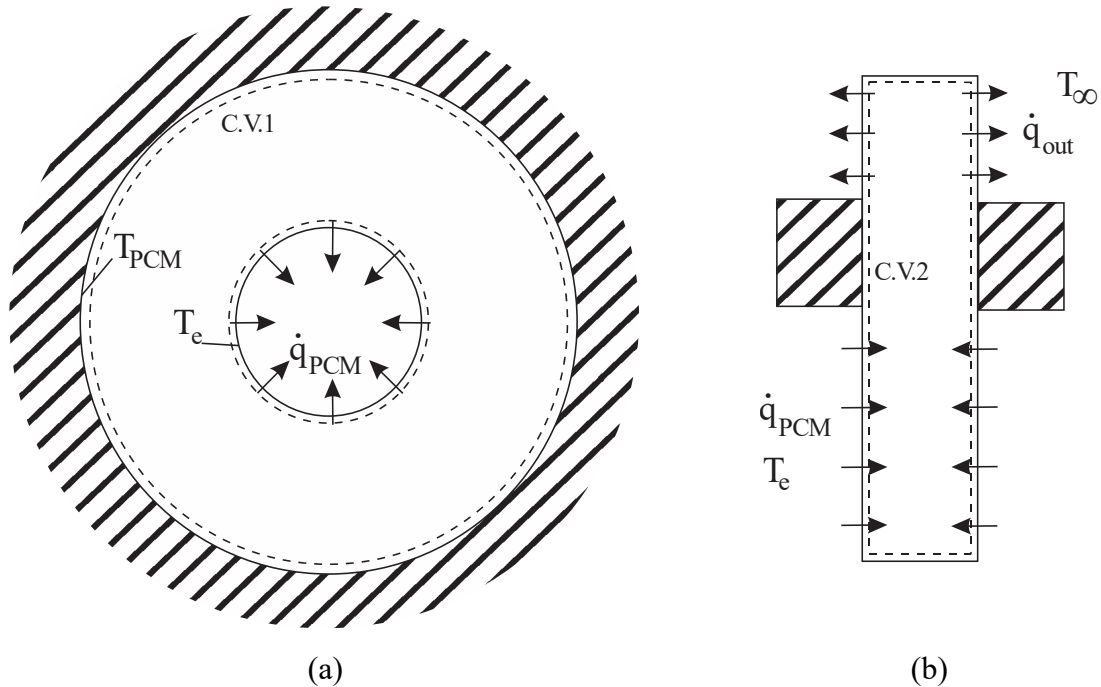 C.V.1
T_PCM
T_e
q̇_PCM
(a)
T_∞
q̇_out
C.V.2
q̇_PCM
T_e
(b)